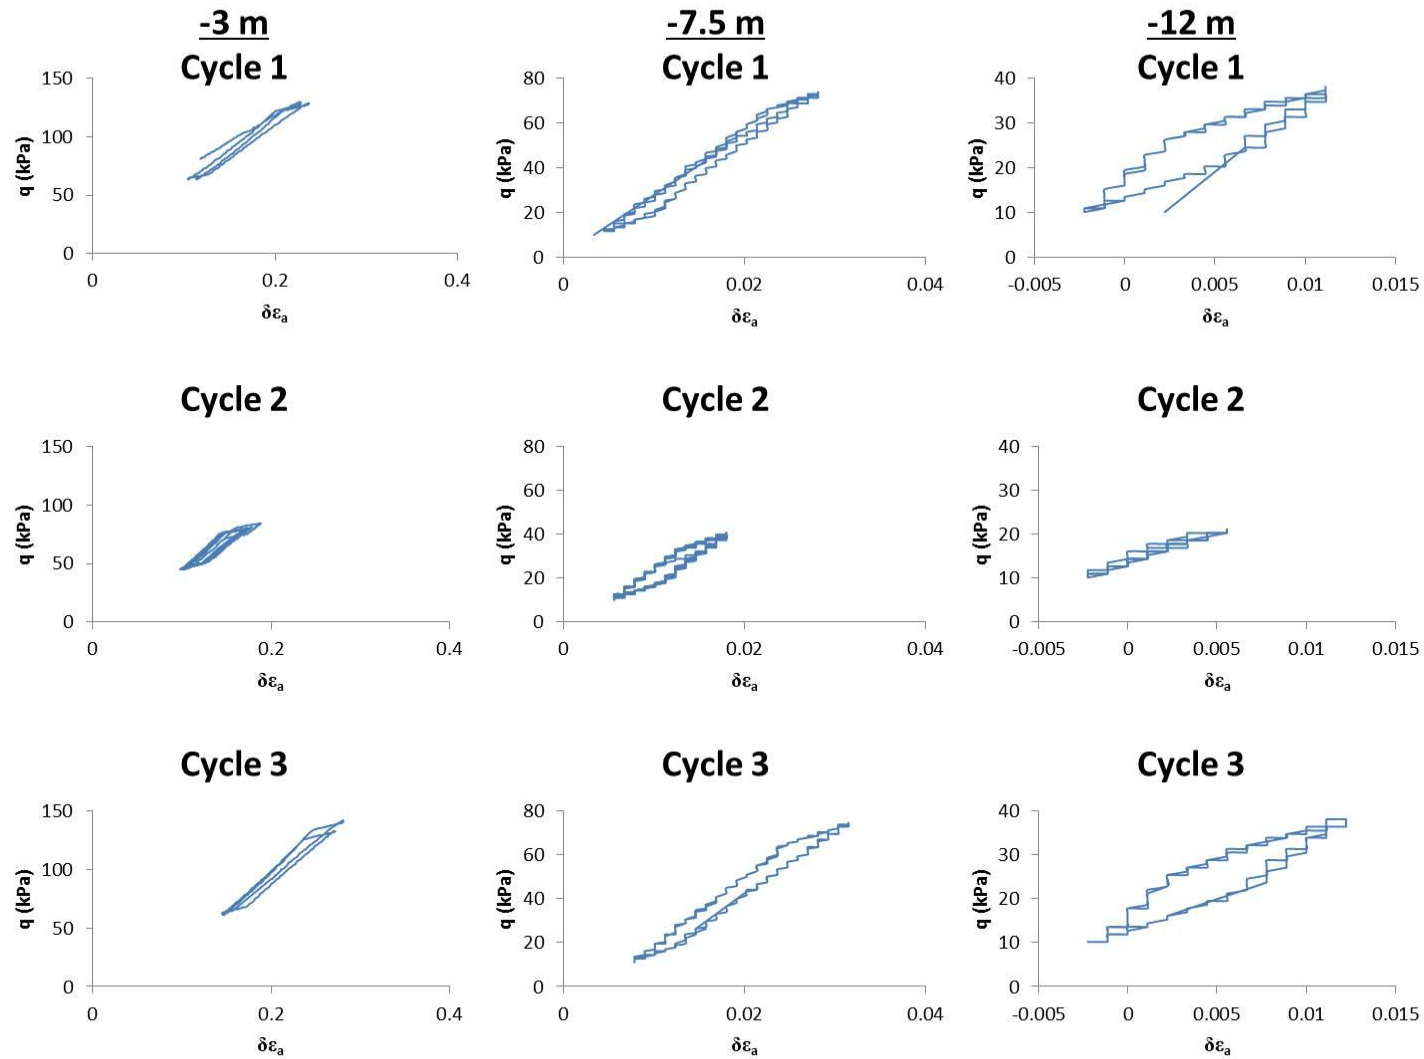 -3 m
-7.5 m
-12 m
Cycle 1
Cycle 1
Cycle 1
150
100
50
0
q (kPa)
0
0.2
0.4
δεa
80
60
40
20
0
q (kPa)
0
0.02
0.04
δεa
40
30
20
10
0
q (kPa)
-0.005
0
0.005
0.01
0.015
δεa
Cycle 2
Cycle 2
Cycle 2
150
100
50
0
q (kPa)
0
0.2
0.4
δεa
80
60
40
20
0
q (kPa)
0
0.02
0.04
δεa
40
30
20
10
0
q (kPa)
-0.005
0
0.005
0.01
0.015
δεa
Cycle 3
Cycle 3
Cycle 3
150
100
50
0
q (kPa)
0
0.2
0.4
δεa
80
60
40
20
0
q (kPa)
0
0.02
0.04
δεa
40
30
20
10
0
q (kPa)
-0.005
0
0.005
0.01
0.015
δεa